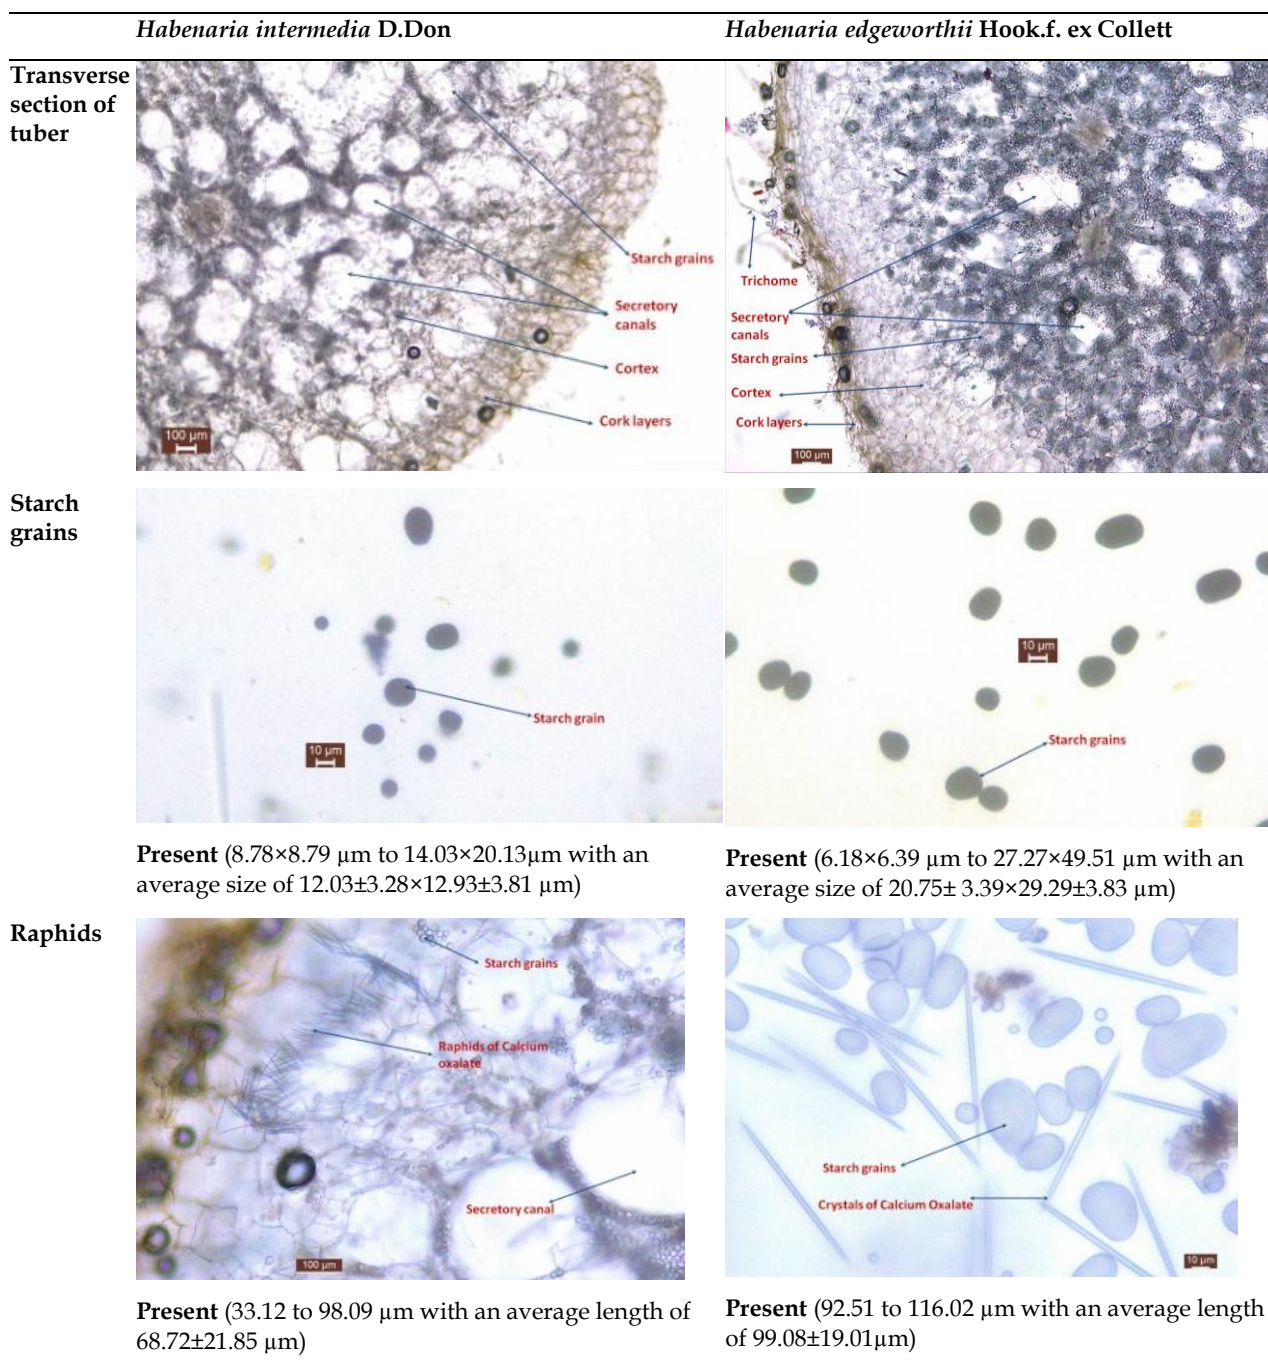 Habenaria intermedia D.Don
Habenaria edgeworthii Hook.f. ex Collett
Transverse
section of
tuber
Starch grains
Secretory
canals
Cortex
Cork layers
100 µm
Trichome
Secretory
canals
Starch grains
Cortex
Cork layers
100 µm
Starch
grains
Starch grain
10 µm
10 µm
Starch grains
Present (8.78×8.79 µm to 14.03×20.13µm with an
average size of 12.03±3.28×12.93±3.81 µm)
Present (6.18×6.39 µm to 27.27×49.51 µm with an
average size of 20.75± 3.39×29.29±3.83 µm)
Raphids
Starch grains
Raphids of Calcium
oxalate
Secretory canal
100 µm
Starch grains
Crystals of Calcium Oxalate
10 µm
Present (33.12 to 98.09 µm with an average length of
68.72±21.85 µm)
Present (92.51 to 116.02 µm with an average length
of 99.08±19.01µm)